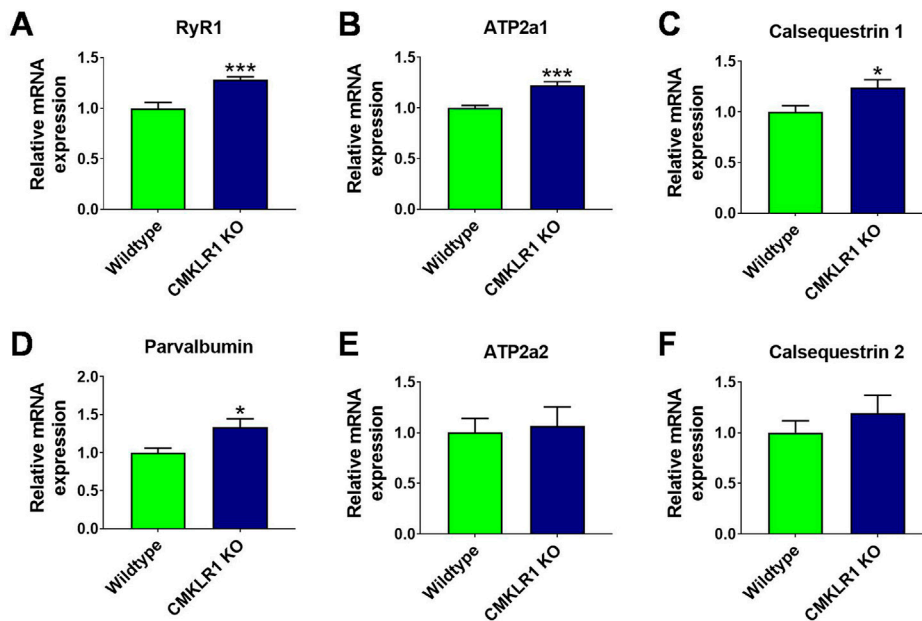 A
RyR1
Relative mRNA
expression
1.5
1.0
0.5
0.0
***
Wildtype
CMKLR1 KO
B
ATP2a1
Relative mRNA
expression
1.5
1.0
0.5
0.0
***
Wildtype
CMKLR1 KO
C
Calsequestrin 1
Relative mRNA
expression
1.5
1.0
0.5
0.0
*
Wildtype
CMKLR1 KO
D
Parvalbumin
Relative mRNA
expression
2.0
1.5
1.0
0.5
0.0
*
Wildtype
CMKLR1 KO
E
ATP2a2
Relative mRNA
expression
1.5
1.0
0.5
0.0
Wildtype
CMKLR1 KO
F
Calsequestrin 2
Relative mRNA
expression
1.5
1.0
0.5
0.0
Wildtype
CMKLR1 KO